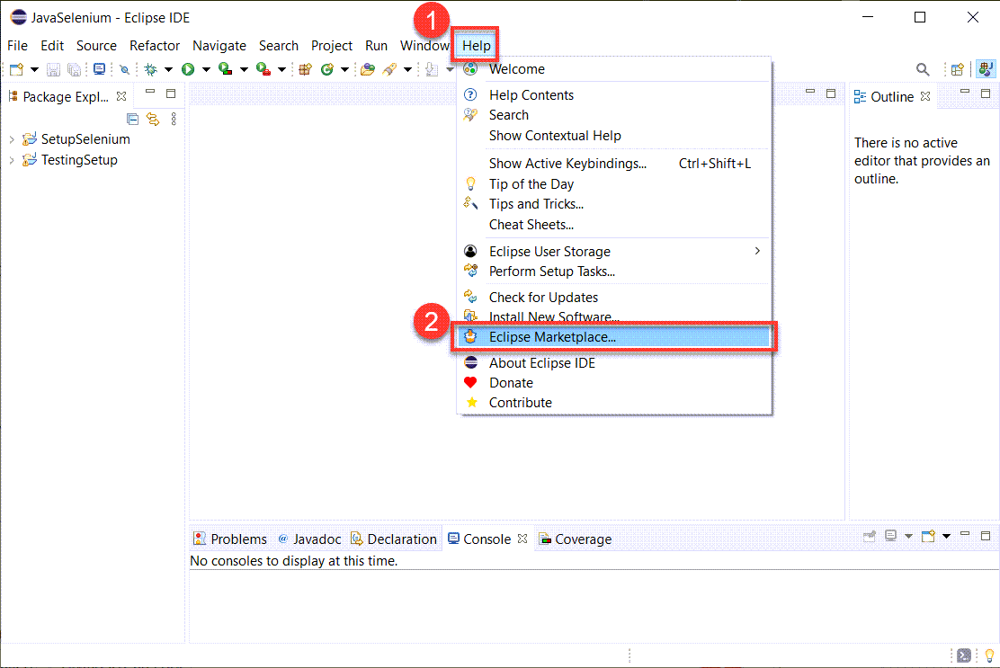 JavaSelenium - Eclipse IDE
1
File Edit Source Refactor Navigate Search Project Run Window Help
Package Expl...
SetupSelenium
TestingSetup
Welcome
Help Contents
Search
Show Contextual Help
Show Active Keybindings... Ctrl+Shift+L
Tip of the Day
Tips and Tricks...
Cheat Sheets...
Eclipse User Storage
Perform Setup Tasks...
Check for Updates
Install New Software...
2
Eclipse Marketplace...
About Eclipse IDE
Donate
Contribute
Outline
There is no active
editor that provides an
outline.
Problems @ Javadoc Declaration Console Coverage
No consoles to display at this time.